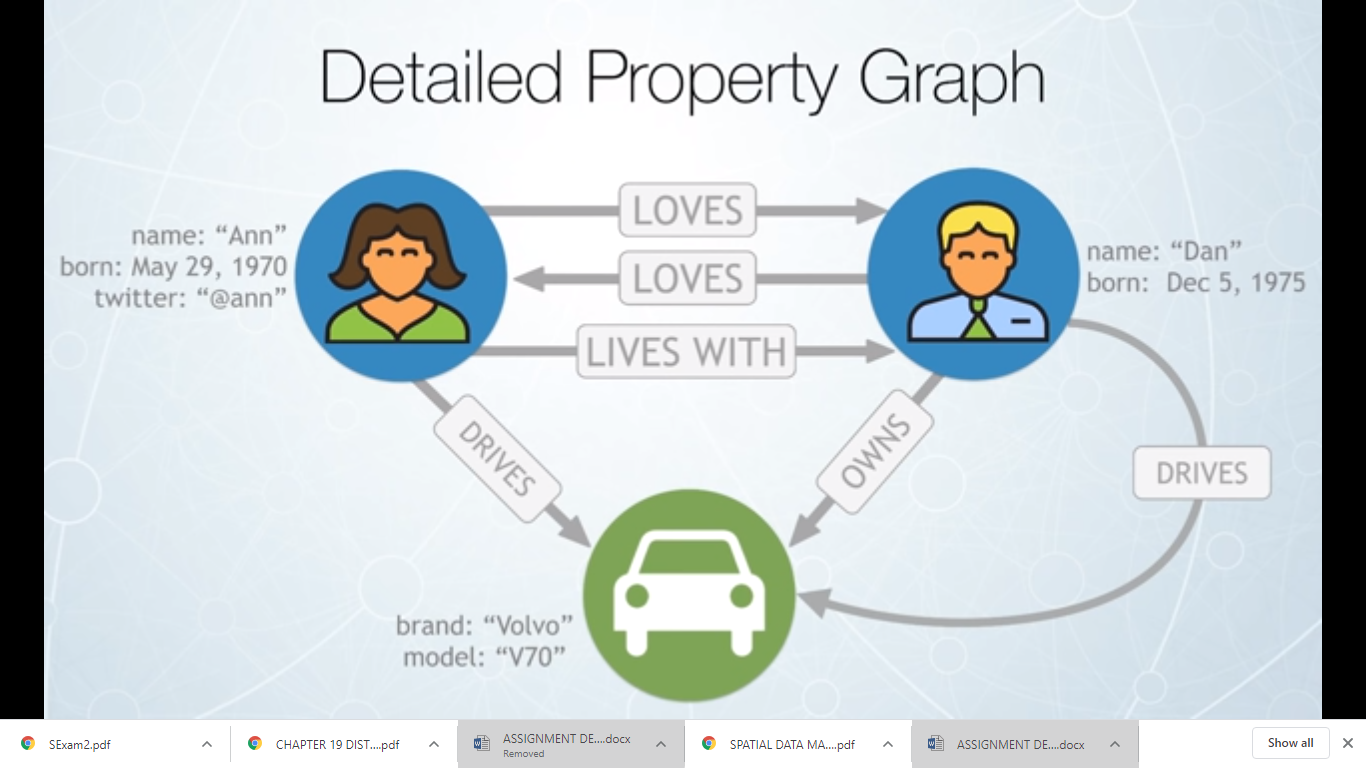 Detailed Property Graph
LOVES
name: “Ann”
born: May 29, 1970
twitter: “@ann”
LOVES
name: “Dan”
born: Dec 5, 1975
LIVES WITH
DRIVES
OWNS
DRIVES
brand: “Volvo”
model: “V70”
SExam2.pdf
CHAPTER 19 DIST....pdf
ASSIGNMENT DE....docx
Removed
SPATIAL DATA MA....pdf
ASSIGNMENT DE....docx
Show all